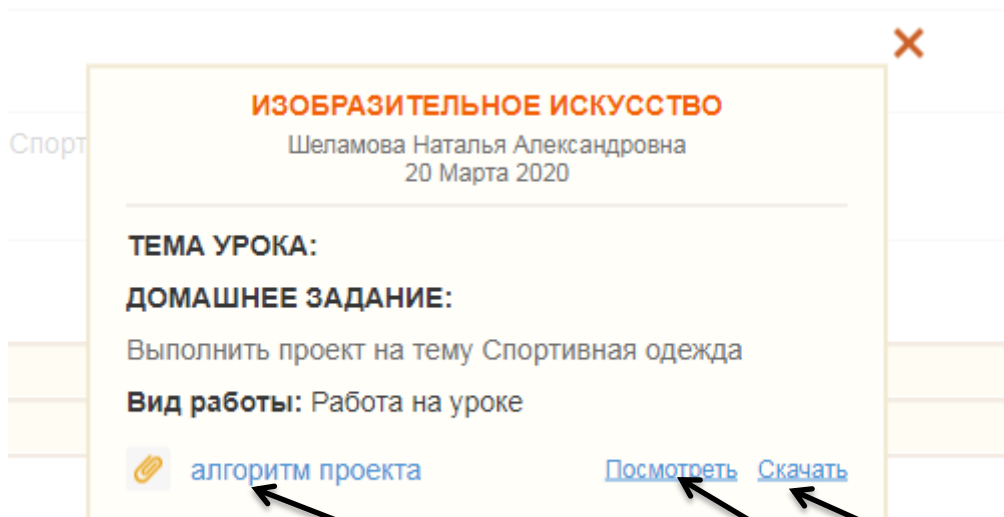 ИЗОБРАЗИТЕЛЬНОЕ ИСКУССТВО
Шеламова Наталья Александровна
20 Марта 2020
Спорт
ТЕМА УРОКА:
ДОМАШНЕЕ ЗАДАНИЕ:
Выполнить проект на тему Спортивная одежда
Вид работы: Работа на уроке
алгоритм проекта Посмотреть Скачать